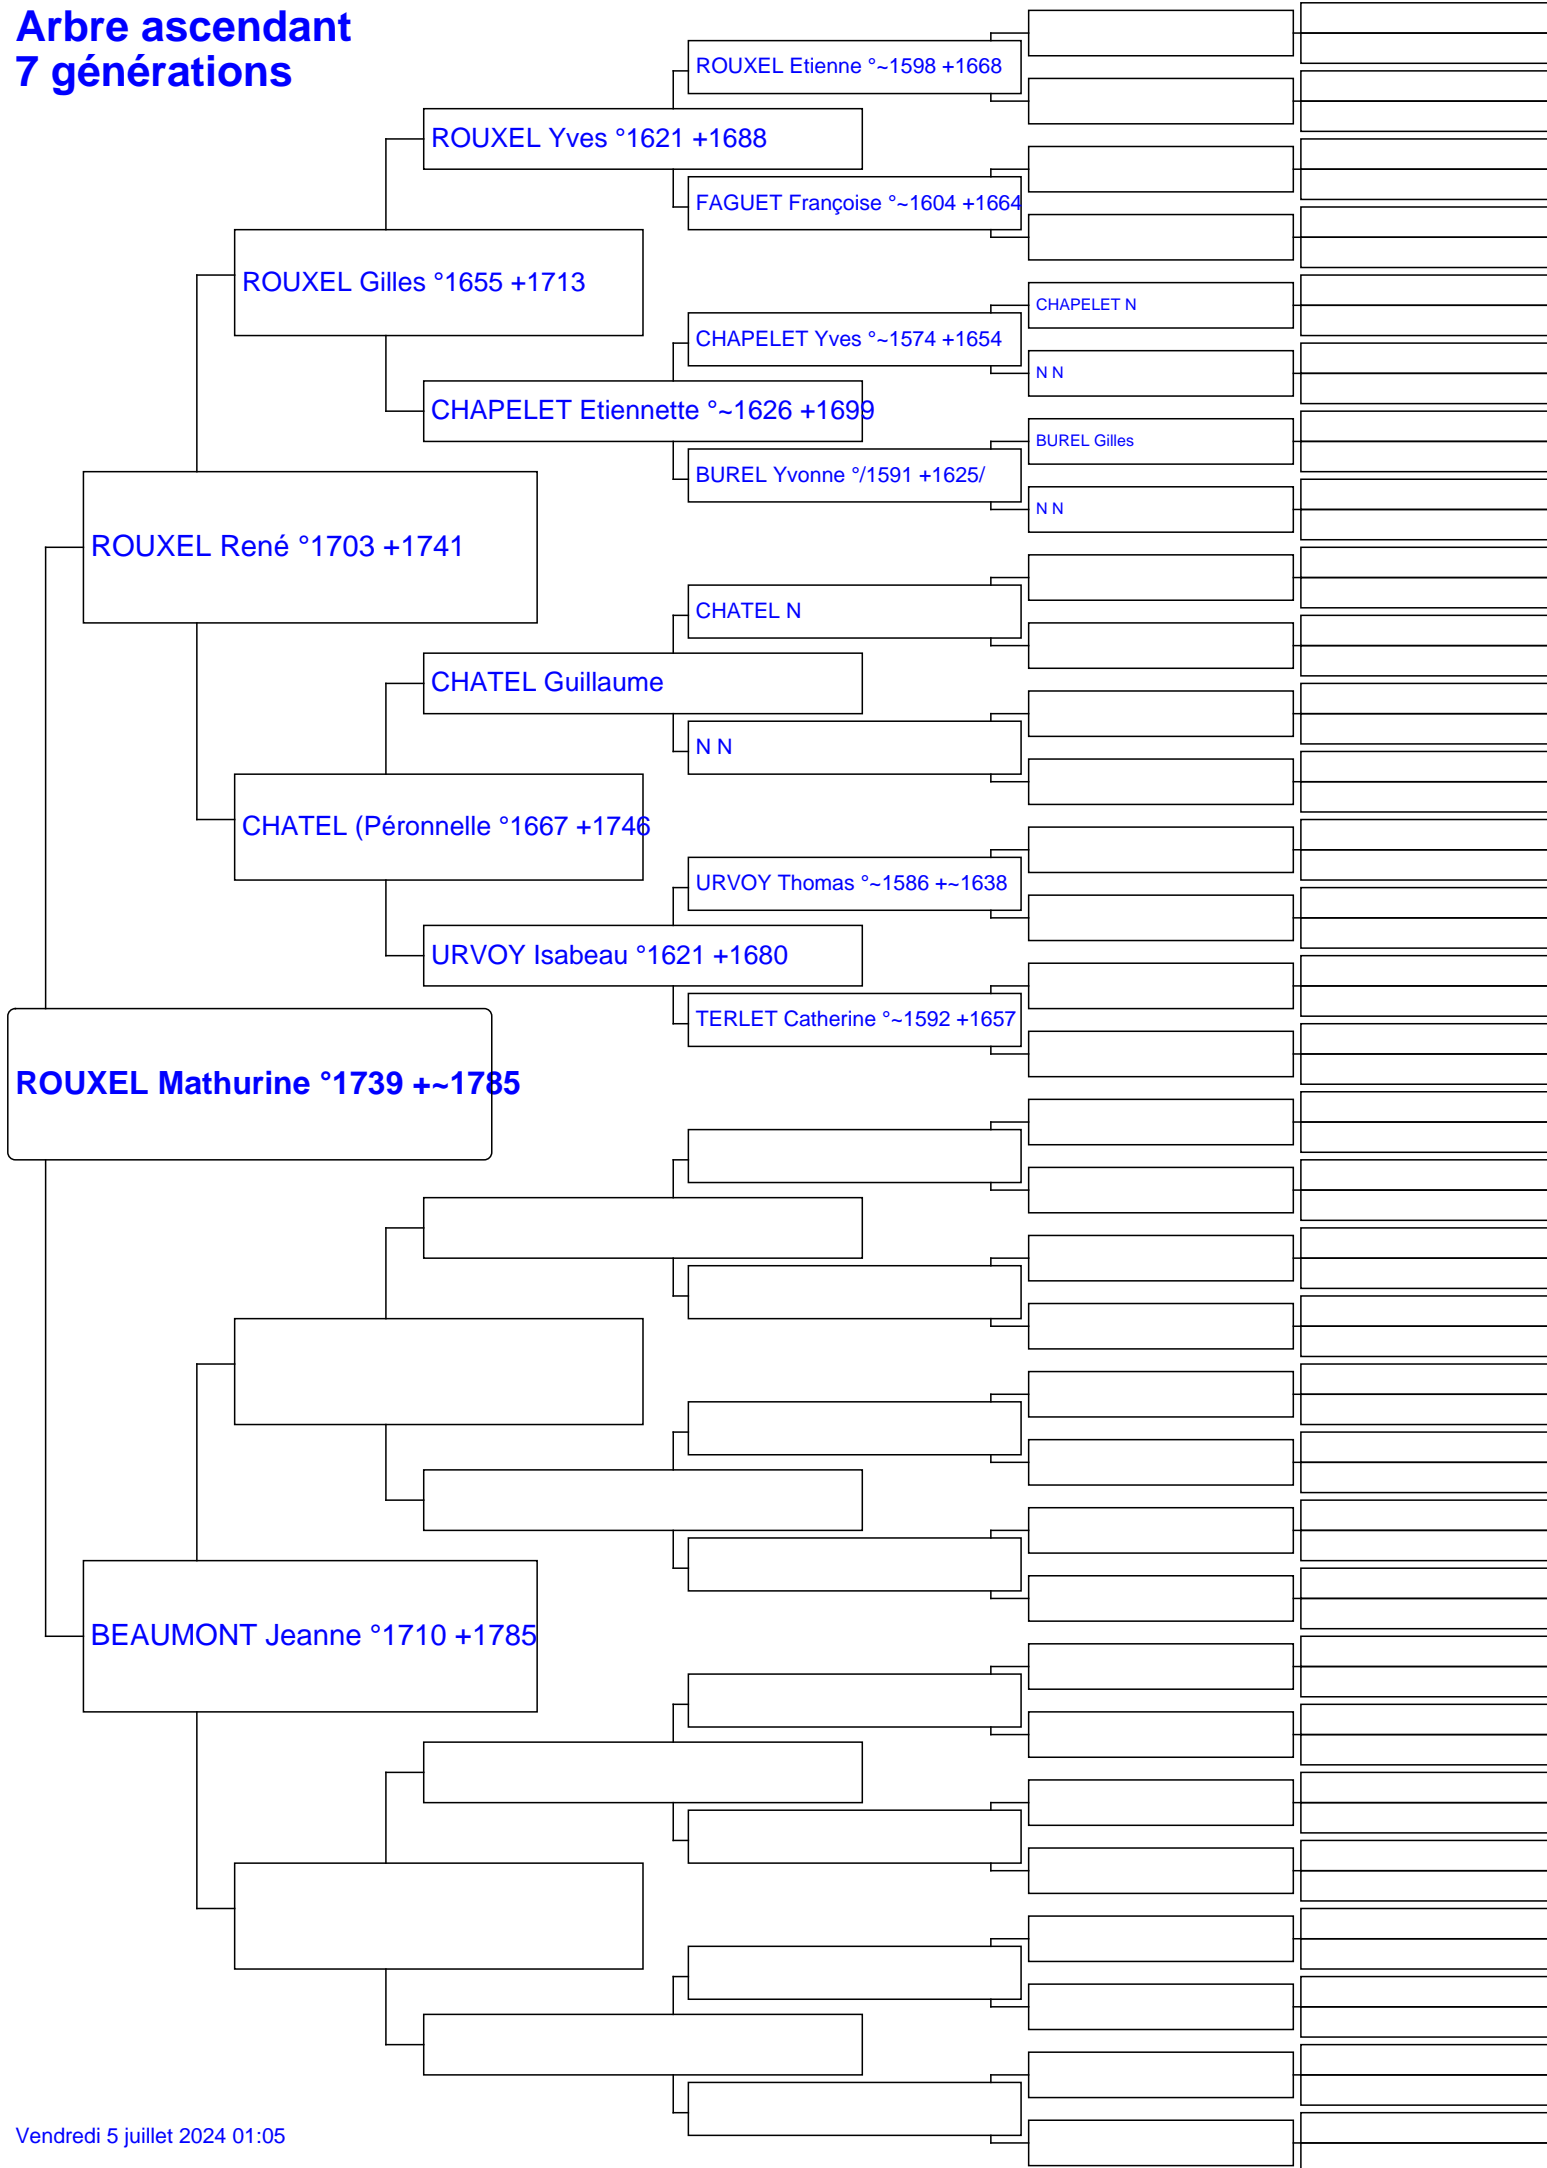 Arbre ascendant
7 générations
ROUXEL Etienne °~1598 +1668
ROUXEL Yves °1621 +1688
FAGUET Françoise °~1604 +1664
ROUXEL Gilles °1655 +1713
CHAPELET N
CHAPELET Yves °~1574 +1654
N N
CHAPELET Etiennette °~1626 +1699
BUREL Gilles
BUREL Yvonne °/1591 +1625/
N N
ROUXEL René °1703 +1741
CHATEL N
CHATEL Guillaume
N N
CHATEL (Péronnelle °1667 +1746
URVOY Thomas °~1586 +~1638
URVOY Isabeau °1621 +1680
TERLET Catherine °~1592 +1657
ROUXEL Mathurine °1739 +~1785
BEAUMONT Jeanne °1710 +1785
Vendredi 5 juillet 2024 01:05